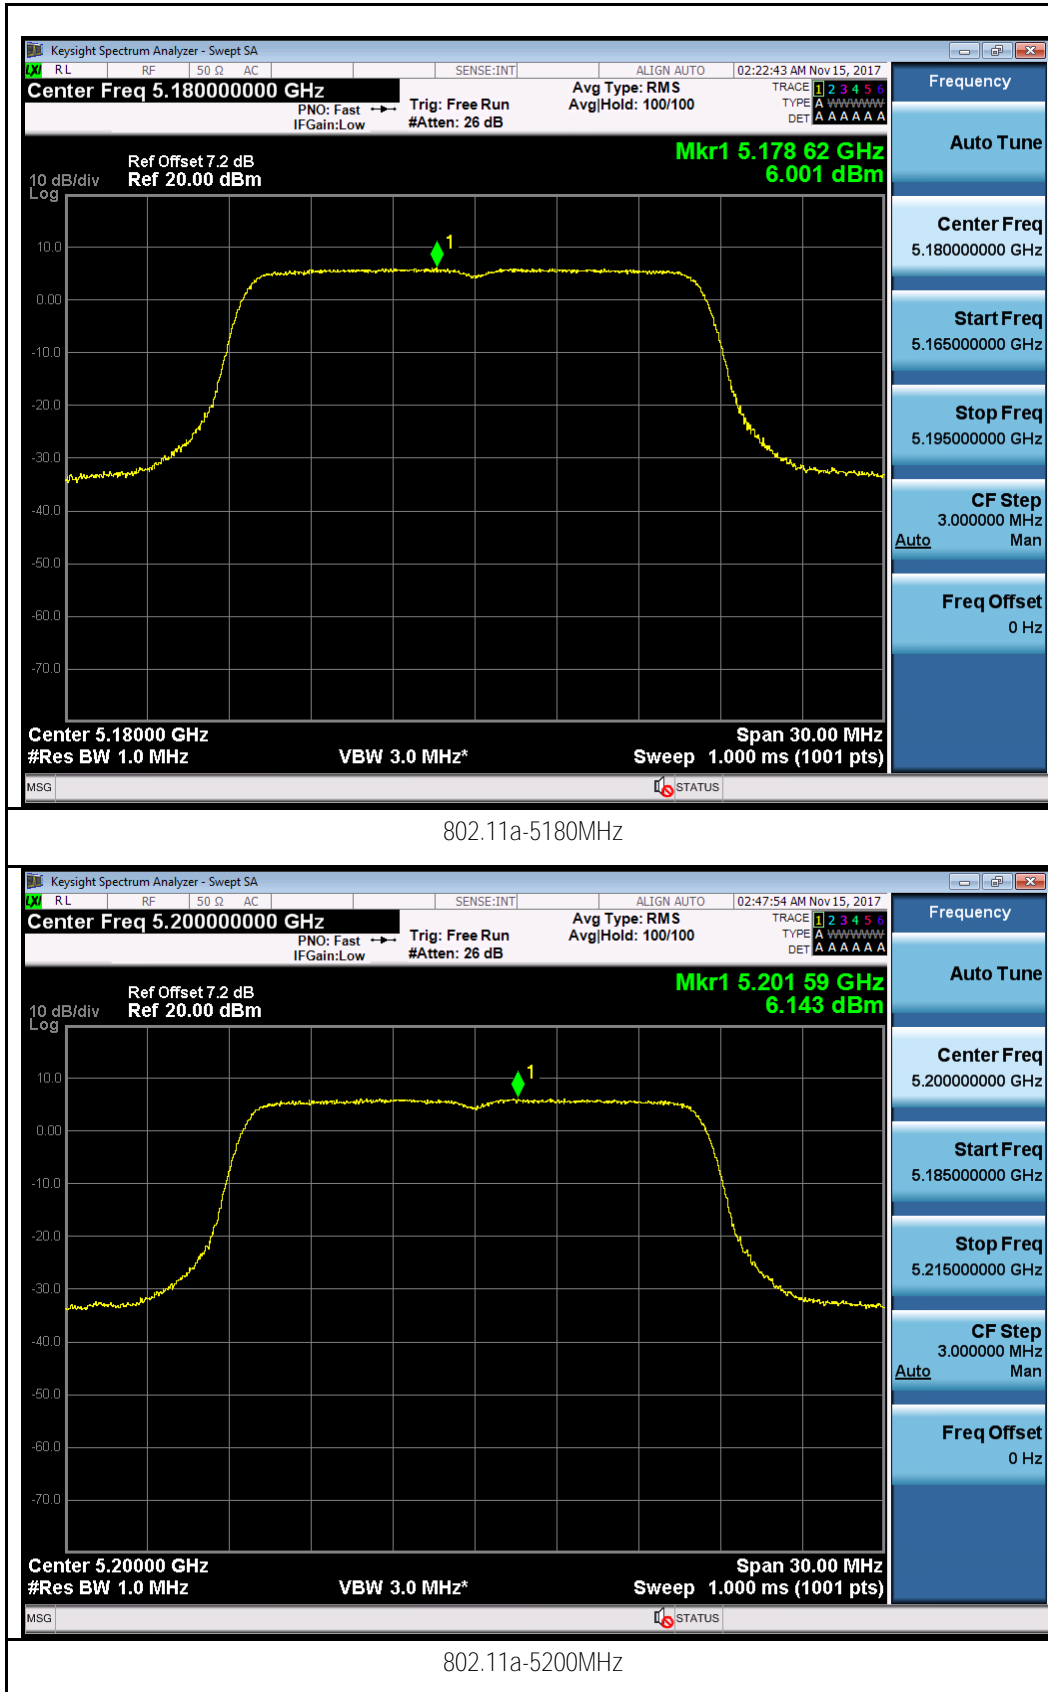 Keysight Spectrum Analyzer - Swept SA
LXI RL RF 50 Ω AC SENSE:INT ALIGN AUTO 02:22:43 AM Nov 15, 2017
Center Freq 5.180000000 GHz
PNO: Fast
IFGain:Low
Trig: Free Run
#Atten: 26 dB
Avg Type: RMS
Avg|Hold: 100/100
TRACE 1 2 3 4 5 6
TYPE A WWWWW
DET A A A A A A
Ref Offset 7.2 dB
Ref 20.00 dBm
10 dB/div
Log
Mkr1 5.178 62 GHz
6.001 dBm
1
10.0
0.00
-10.0
-20.0
-30.0
-40.0
-50.0
-60.0
-70.0
Center 5.18000 GHz
Span 30.00 MHz
#Res BW 1.0 MHz
VBW 3.0 MHz*
Sweep 1.000 ms (1001 pts)
MSG
STATUS
Frequency
Auto Tune
Center Freq
5.180000000 GHz
Start Freq
5.165000000 GHz
Stop Freq
5.195000000 GHz
CF Step
3.000000 MHz
Auto Man
Freq Offset
0 Hz
802.11a-5180MHz
Keysight Spectrum Analyzer - Swept SA
LXI RL RF 50 Ω AC SENSE:INT ALIGN AUTO 02:47:54 AM Nov 15, 2017
Center Freq 5.200000000 GHz
PNO: Fast
IFGain:Low
Trig: Free Run
#Atten: 26 dB
Avg Type: RMS
Avg|Hold: 100/100
TRACE 1 2 3 4 5 6
TYPE A WWWWW
DET A A A A A A
Ref Offset 7.2 dB
Ref 20.00 dBm
10 dB/div
Log
Mkr1 5.201 59 GHz
6.143 dBm
1
10.0
0.00
-10.0
-20.0
-30.0
-40.0
-50.0
-60.0
-70.0
Center 5.20000 GHz
Span 30.00 MHz
#Res BW 1.0 MHz
VBW 3.0 MHz*
Sweep 1.000 ms (1001 pts)
MSG
STATUS
Frequency
Auto Tune
Center Freq
5.200000000 GHz
Start Freq
5.185000000 GHz
Stop Freq
5.215000000 GHz
CF Step
3.000000 MHz
Auto Man
Freq Offset
0 Hz
802.11a-5200MHz